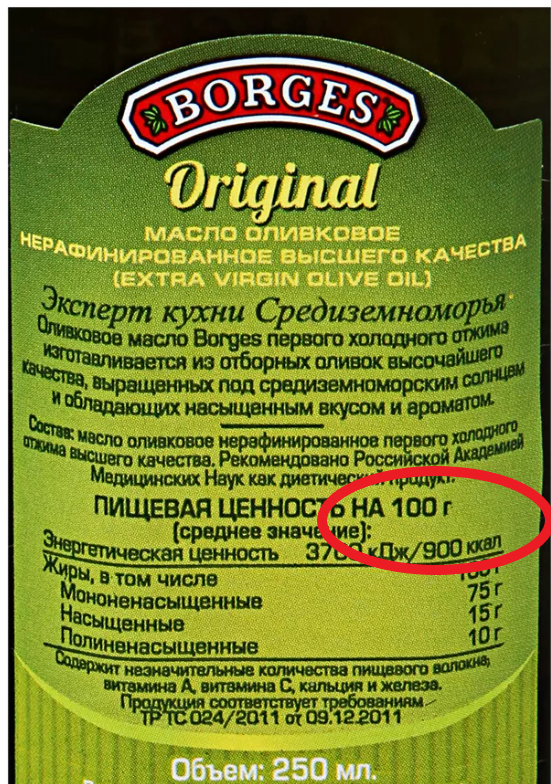 BORGES
Original
МАСЛО ОЛИВКОВОЕ
НЕРАФИНИРОВАННОЕ ВЫСШЕГО КАЧЕСТВА
(EXTRA VIRGIN OLIVE OIL)
Эксперт кухни Средиземноморья
Оливковое масло Borges первого холодного отжима
изготавливается из отборных оливок высочайшего
качества, выращенных под средиземноморским солнцем
и обладающих насыщенным вкусом и ароматом.
Состав: масло оливковое нерафинированное первого холодного
отжима высшего качества. Рекомендовано Российской Академией
Медицинских Наук как диетический продукт.
ПИЩЕВАЯ ЦЕННОСТЬ НА 100 г
(среднее значение):
Энергетическая ценность кДж/900 ккал
Жиры, в том числе 100 г
Мононенасыщенные 75 г
Насыщенные 15 г
Полиненасыщенные 10 г
Содержит незначительные количества пищевого волокна,
витамина А, витамина С, кальция и железа.
Продукция соответствует требованиям
ТР ТС 024/2011 от 09.12.2011
Объем: 250 мл.